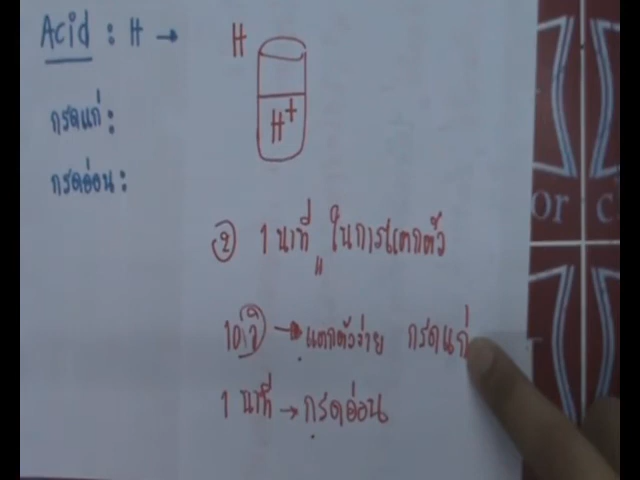 Acid : H →
H
H+
กรดแก่ :
กรดอ่อน :
② 1 นาที ในการแตกตัว
10 วิ → แตกตัวง่าย กรดแก่
1 นาที → กรดอ่อน
or c